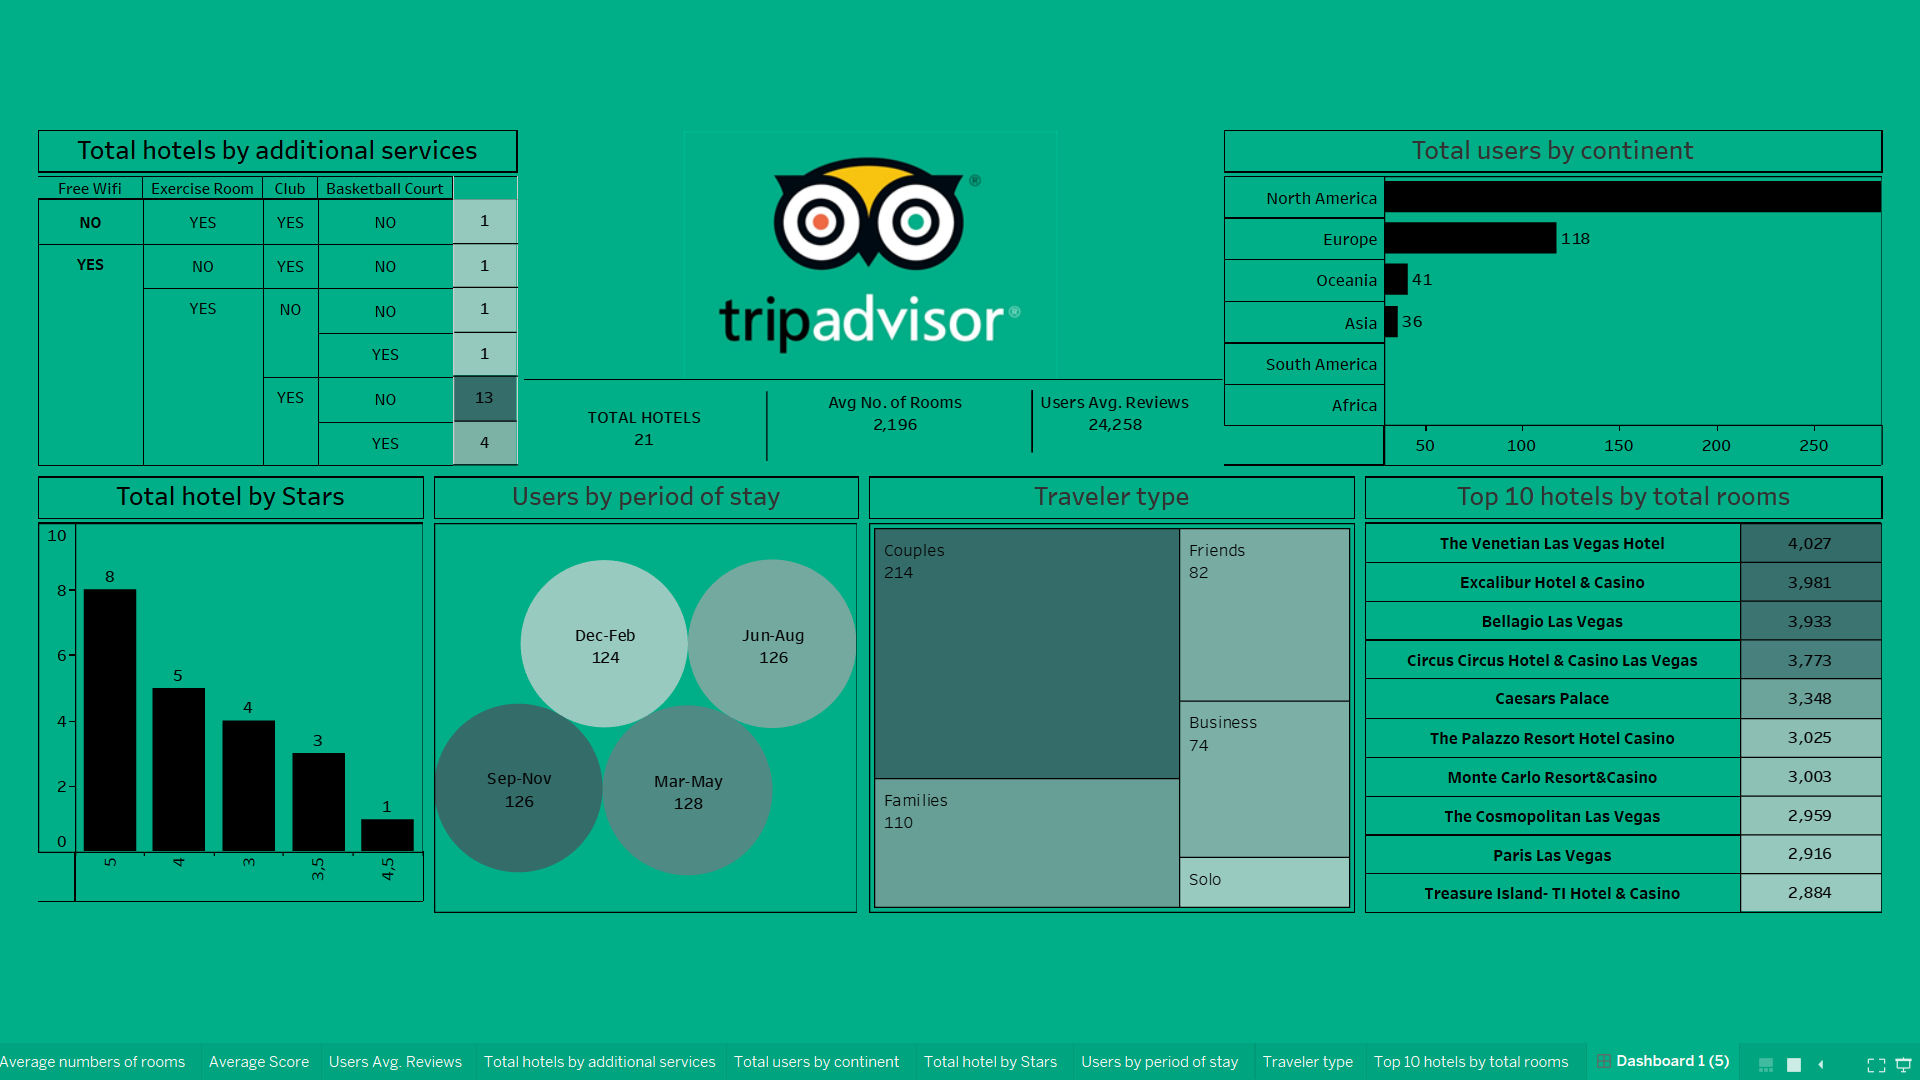 Total hotels by additional services
Free Wifi Exercise Room Club Basketball Court
NO YES YES NO 1
YES NO YES NO 1
YES NO NO 1
YES 1
YES NO 13
YES 4
®
tripadvisor®
TOTAL HOTELS
21
Avg No. of Rooms
2,196
Users Avg. Reviews
24,258
Total users by continent
North America
Europe 118
Oceania 41
Asia 36
South America
Africa
50 100 150 200 250
Total hotel by Stars
10
8
6
4
2
0
8
5
4
3
1
5
4
3
3,5
4,5
Users by period of stay
Dec-Feb
124
Jun-Aug
126
Sep-Nov
126
Mar-May
128
Traveler type
Couples
214
Friends
82
Business
74
Families
110
Solo
Top 10 hotels by total rooms
The Venetian Las Vegas Hotel 4,027
Excalibur Hotel & Casino 3,981
Bellagio Las Vegas 3,933
Circus Circus Hotel & Casino Las Vegas 3,773
Caesars Palace 3,348
The Palazzo Resort Hotel Casino 3,025
Monte Carlo Resort&Casino 3,003
The Cosmopolitan Las Vegas 2,959
Paris Las Vegas 2,916
Treasure Island- TI Hotel & Casino 2,884
Average numbers of rooms Average Score Users Avg. Reviews Total hotels by additional services Total users by continent Total hotel by Stars Users by period of stay Traveler type Top 10 hotels by total rooms Dashboard 1 (5)